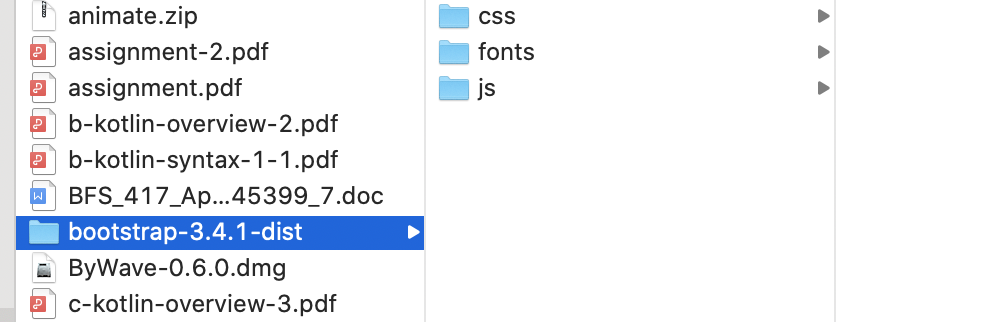 animate.zip
assignment-2.pdf
assignment.pdf
b-kotlin-overview-2.pdf
b-kotlin-syntax-1-1.pdf
BFS_417_Ap...45399_7.doc
bootstrap-3.4.1-dist
ByWave-0.6.0.dmg
c-kotlin-overview-3.pdf
css
fonts
js